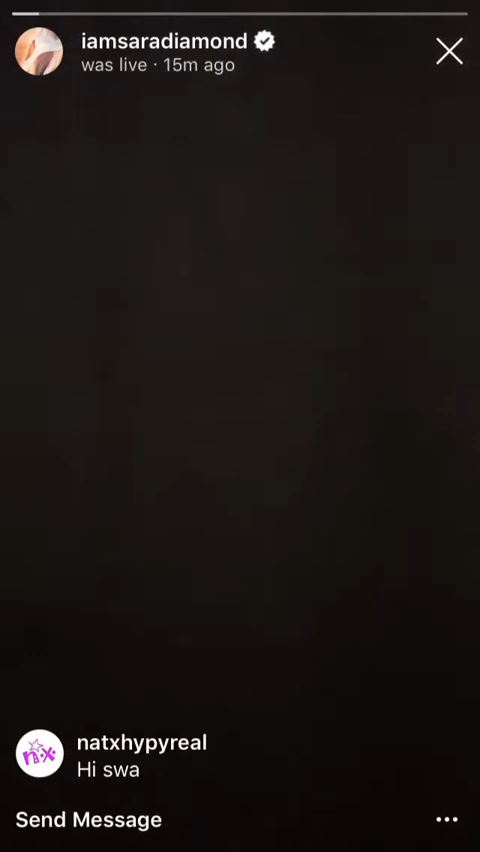 iamsaradiamond
was live · 15m ago
natxhypyreal
Hi swa
Send Message